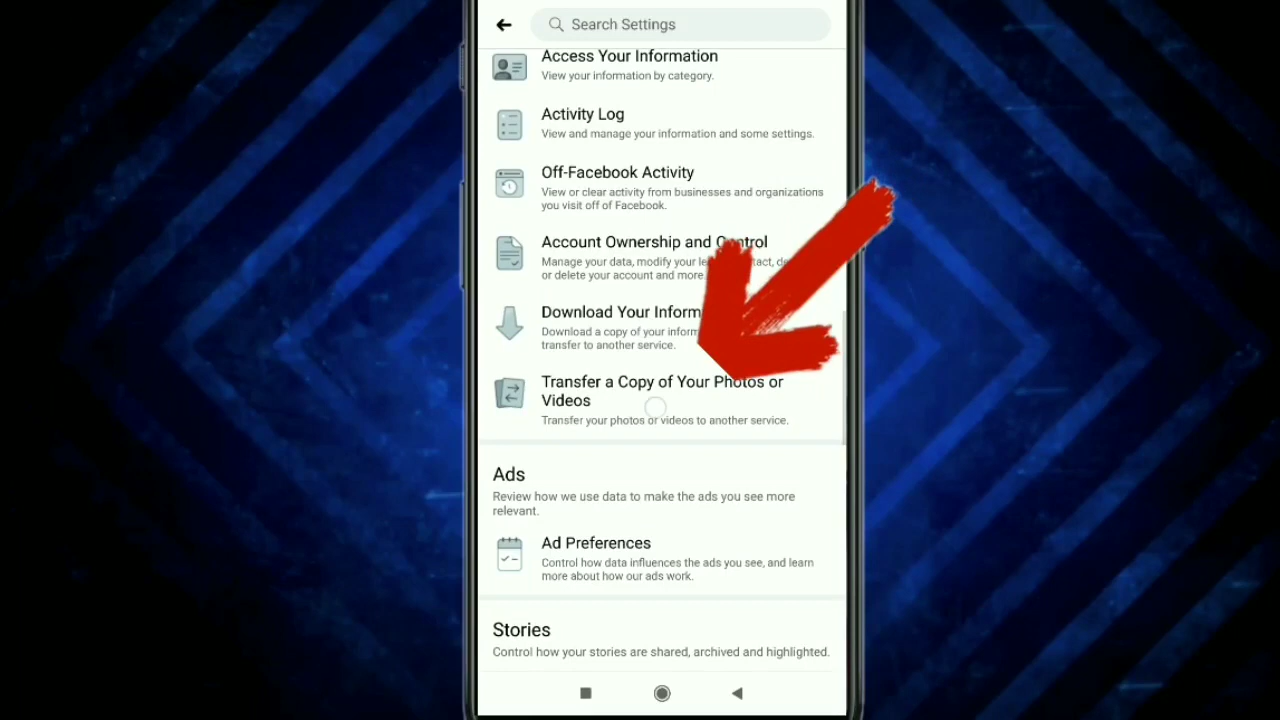 Search Settings
Access Your Information
View your information by category.
Activity Log
View and manage your information and some settings.
Off-Facebook Activity
View or clear activity from businesses and organizations
you visit off of Facebook.
Account Ownership and Control
Manage your data, modify your
or delete your account and more.
Download Your
Download a copy of your
transfer to another service.
Transfer a Copy of Your Photos or
Videos
Transfer your photos or videos to another service.
Ads
Review how we use data to make the ads you see more
relevant.
Ad Preferences
Control how data influences the ads you see, and learn
more about how our ads work.
Stories
Control how your stories are shared, archived and highlighted.